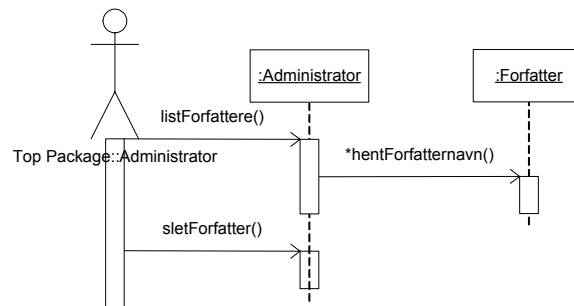 :Administrator
:Forfatter
listForfattere()
Top Package::Administrator
*hentForfatternavn()
sletForfatter()